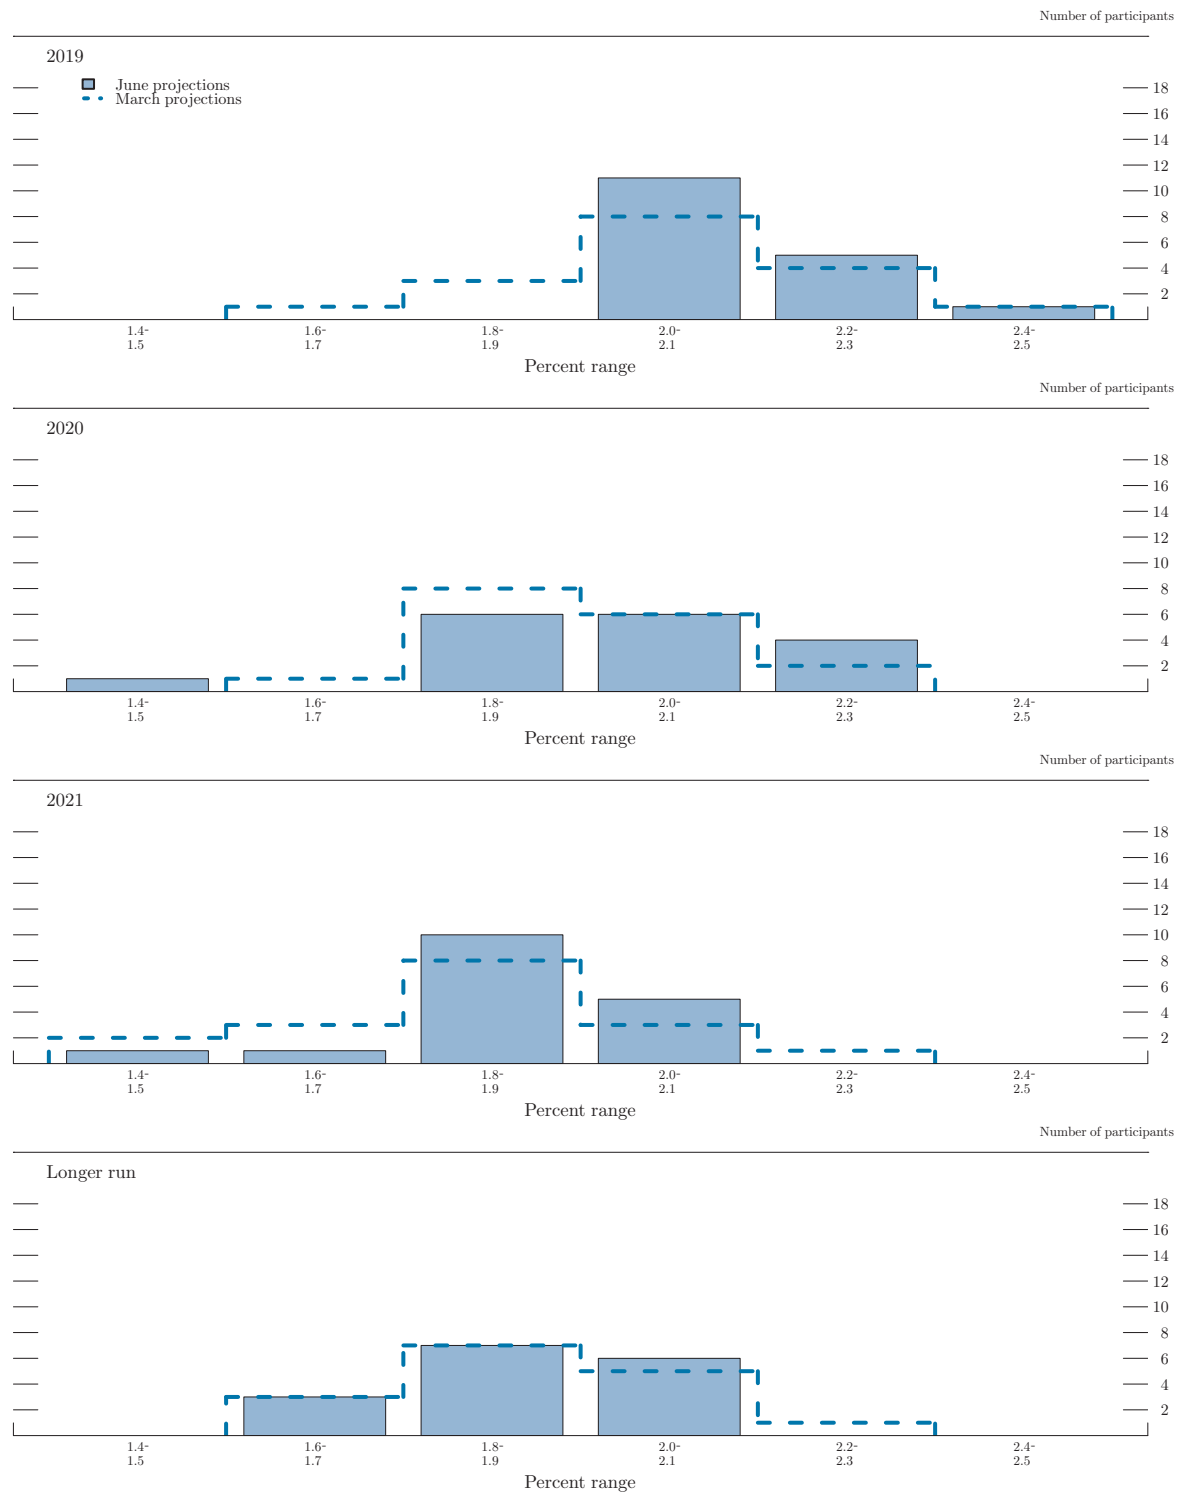 Number of participants
2019
June projections
March projections
18
16
14
12
10
8
6
4
2
1.4- 1.6- 1.8- 2.0- 2.2- 2.4-
1.5 1.7 1.9 2.1 2.3 2.5
Percent range
Number of participants
2020
18
16
14
12
10
8
6
4
2
1.4- 1.6- 1.8- 2.0- 2.2- 2.4-
1.5 1.7 1.9 2.1 2.3 2.5
Percent range
Number of participants
2021
18
16
14
12
10
8
6
4
2
1.4- 1.6- 1.8- 2.0- 2.2- 2.4-
1.5 1.7 1.9 2.1 2.3 2.5
Percent range
Number of participants
Longer run
18
16
14
12
10
8
6
4
2
1.4- 1.6- 1.8- 2.0- 2.2- 2.4-
1.5 1.7 1.9 2.1 2.3 2.5
Percent range